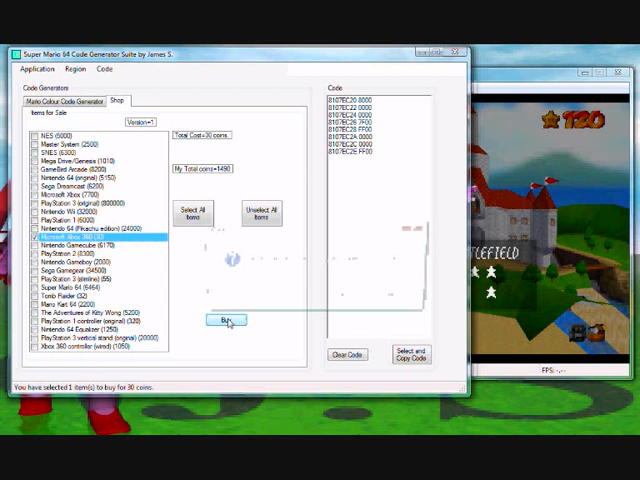 Super Mario 64 Code Generator Suite by James S.
Application Region Code
Code Generators
Mario Colour Code Generator Shop
Items for Sale
Version=1
NES (5000)
Master System (2500)
SNES (6300)
Mega Drive/Genesis (1010)
GameBird Arcade (8200)
Nintendo 64 (original) (5150)
Sega Dreamcast (6200)
Microsoft Xbox (7700)
PlayStation 3 (original) (800000)
Nintendo Wii (32000)
PlayStation 1 (6000)
Nintendo 64 (Pikachu edition) (24000)
Microsoft Xbox 360 (30)
Nintendo Gamecube (6170)
PlayStation 2 (8300)
Nintendo Gameboy (2000)
Sega Gamegear (34500)
PlayStation 3 (slimline) (55)
Super Mario 64 (6464)
Tomb Raider (32)
Mario Kart 64 (2200)
The Adventures of Kitty Wong (5200)
PlayStation 1 controller (original) (320)
Nintendo 64 Equalizer (1250)
PlayStation 3 vertical stand (original) (20000)
Xbox 360 controller (wired) (1050)
Total Cost=30 coins.
My Total coins=1490
Select All Items
Unselect All Items
Buy
Code
8107EC20 8000
8107EC22 0000
8107EC24 0000
8107EC26 7F00
8107EC28 FF00
8107EC2A 0000
8107EC2C 0000
8107EC2E FF00
Clear Code
Select and Copy Code
You have selected 1 item(s) to buy for 30 coins.
120
TLEFIELD
FPS: -.--